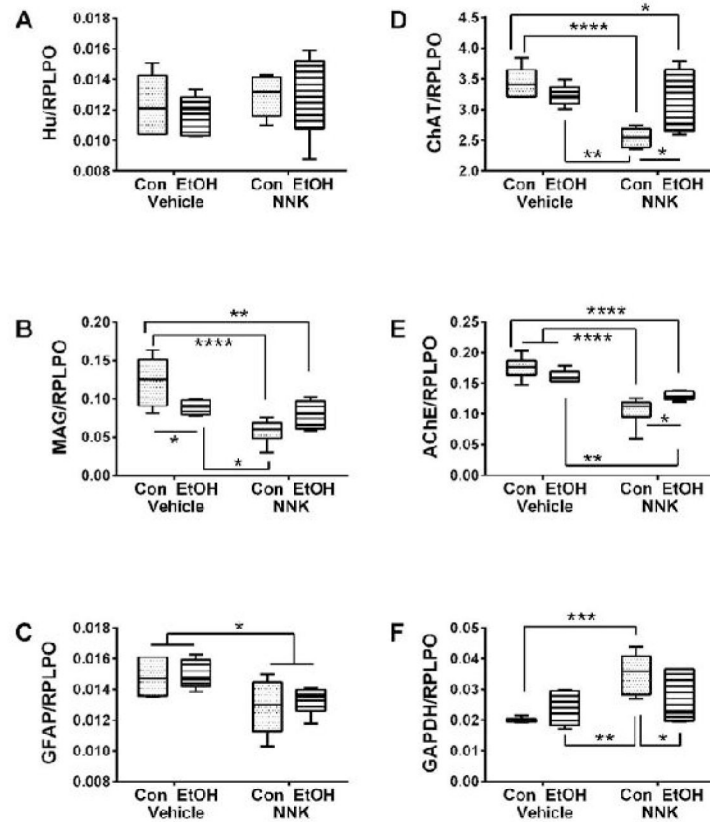 A
Hu/RPLPO
0.018
0.016
0.014
0.012
0.010
0.008
Con EtOH Con EtOH
Vehicle NNK
D
ChAT/RPLPO
4.5
4.0
3.5
3.0
2.5
2.0
* 
****
**
*
Con EtOH Con EtOH
Vehicle NNK
B
MAG/RPLPO
0.20
0.15
0.10
0.05
0.00
**
****
*
*
Con EtOH Con EtOH
Vehicle NNK
E
AChE/RPLPO
0.25
0.20
0.15
0.10
0.05
0.00
****
****
*
**
Con EtOH Con EtOH
Vehicle NNK
C
GFAP/RPLPO
0.018
0.016
0.014
0.012
0.010
0.008
*
Con EtOH Con EtOH
Vehicle NNK
F
GAPDH/RPLPO
0.05
0.04
0.03
0.02
0.01
0.00
***
**
*
Con EtOH Con EtOH
Vehicle NNK